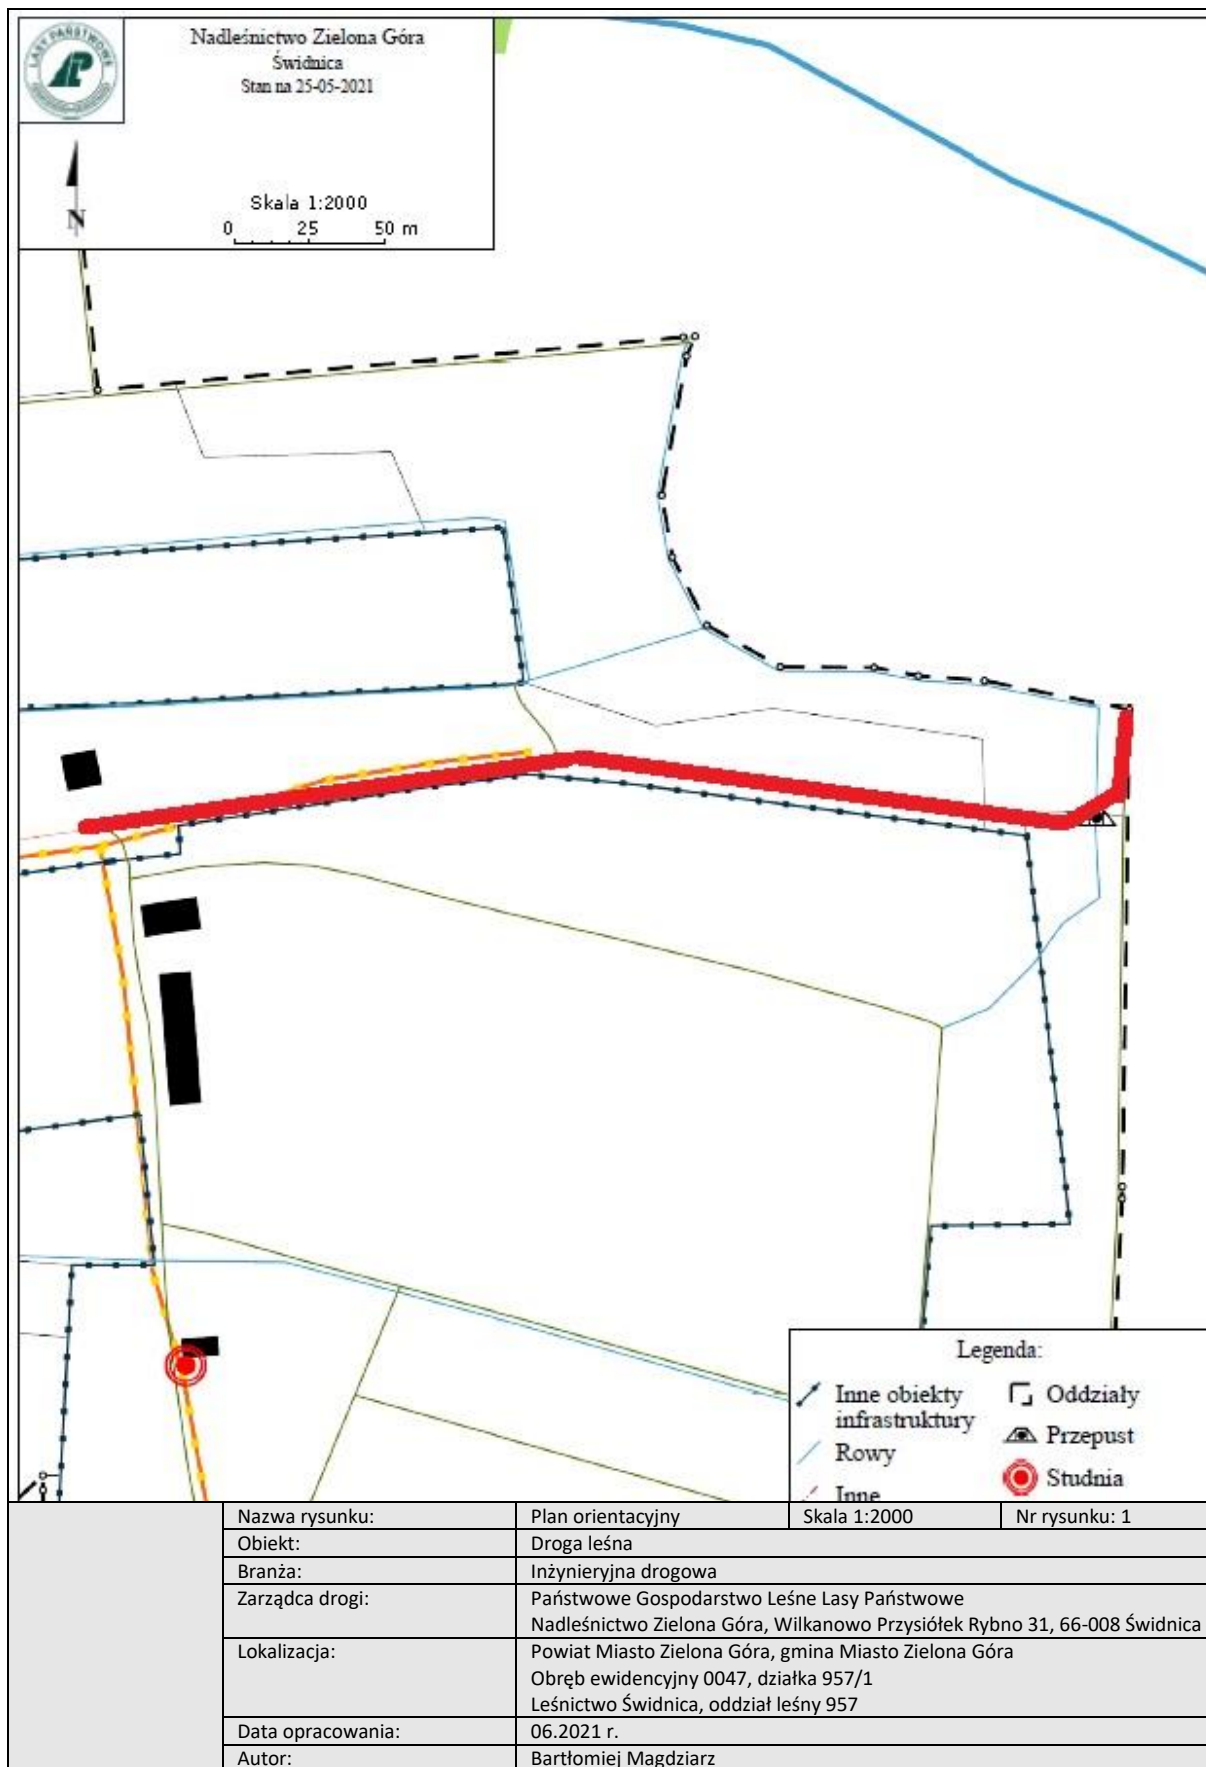 LASY PAŃSTWOWE
Nadleśnictwo Zielona Góra
Świdnica
Stan na 25-05-2021
N
Skala 1:2000
0 25 50 m
Legenda:
Inne obiekty
infrastruktury
Rowy
Inne
Oddziały
Przepust
Studnia
Nazwa rysunku: Plan orientacyjny Skala 1:2000 Nr rysunku: 1
Obiekt: Droga leśna
Branża: Inżynieryjna drogowa
Zarządca drogi: Państwowe Gospodarstwo Leśne Lasy Państwowe
Nadleśnictwo Zielona Góra, Wilkanowo Przysiółek Rybno 31, 66-008 Świdnica
Lokalizacja: Powiat Miasto Zielona Góra, gmina Miasto Zielona Góra
Obręb ewidencyjny 0047, działka 957/1
Leśnictwo Świdnica, oddział leśny 957
Data opracowania: 06.2021 r.
Autor: Bartłomiej Magdziarz